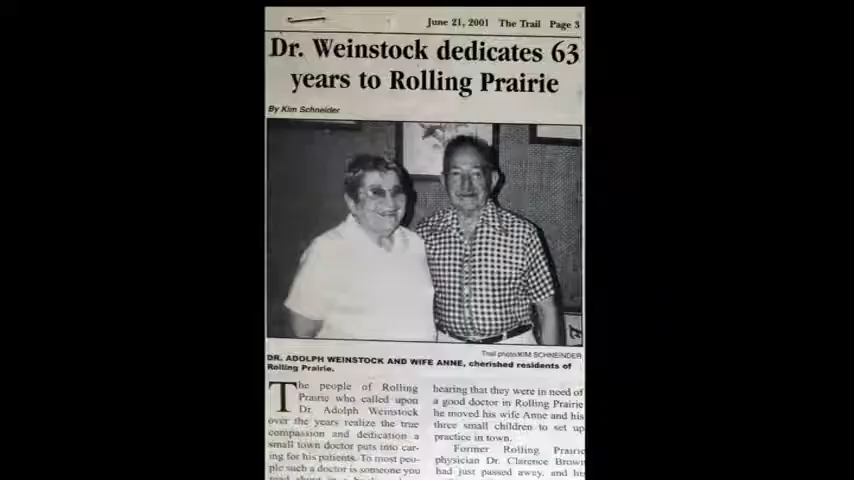 June 21, 2001 The Trail Page 3
Dr. Weinstock dedicates 63
years to Rolling Prairie
By Kim Schneider
Trail photo/KIM SCHNEINDER
DR. ADOLPH WEINSTOCK AND WIFE ANNE, cherished residents of
Rolling Prairie.
The people of Rolling
Prairie who called upon
Dr. Adolph Weinstock
over the years realize the true
compassion and dedication a
small town doctor puts into car-
ing for his patients. To most peo-
ple such a doctor is someone you
hearing that they were in need of
a good doctor in Rolling Prairie
he moved his wife Anne and his
three small children to set up
practice in town.
Former Rolling Prairie
physician Dr. Clarence Brown
had just passed away, and his